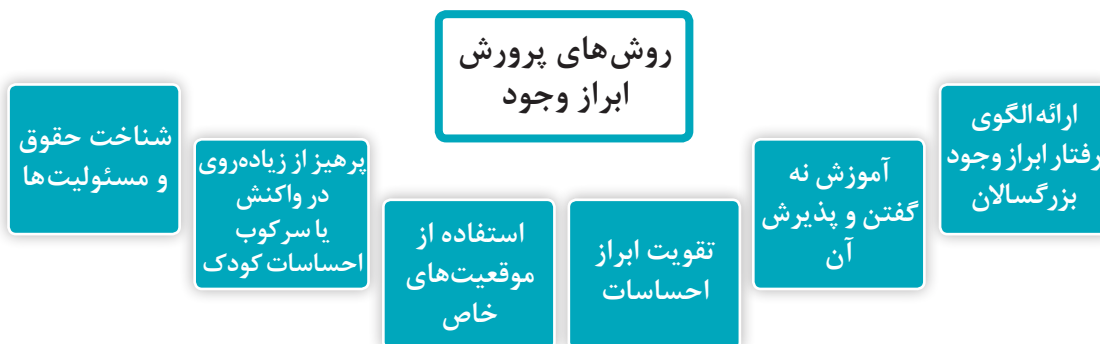 روش‌های پرورش
ابراز وجود
ارائه الگوی
رفتار ابراز وجود
بزرگسالان
آموزش نه
گفتن و پذیرش
آن
تقویت ابراز
احساسات
استفاده از
موقعیت‌های
خاص
پرهیز از زیاده‌روی
در واکنش
یا سرکوب
احساسات کودک
شناخت حقوق
و مسئولیت‌ها